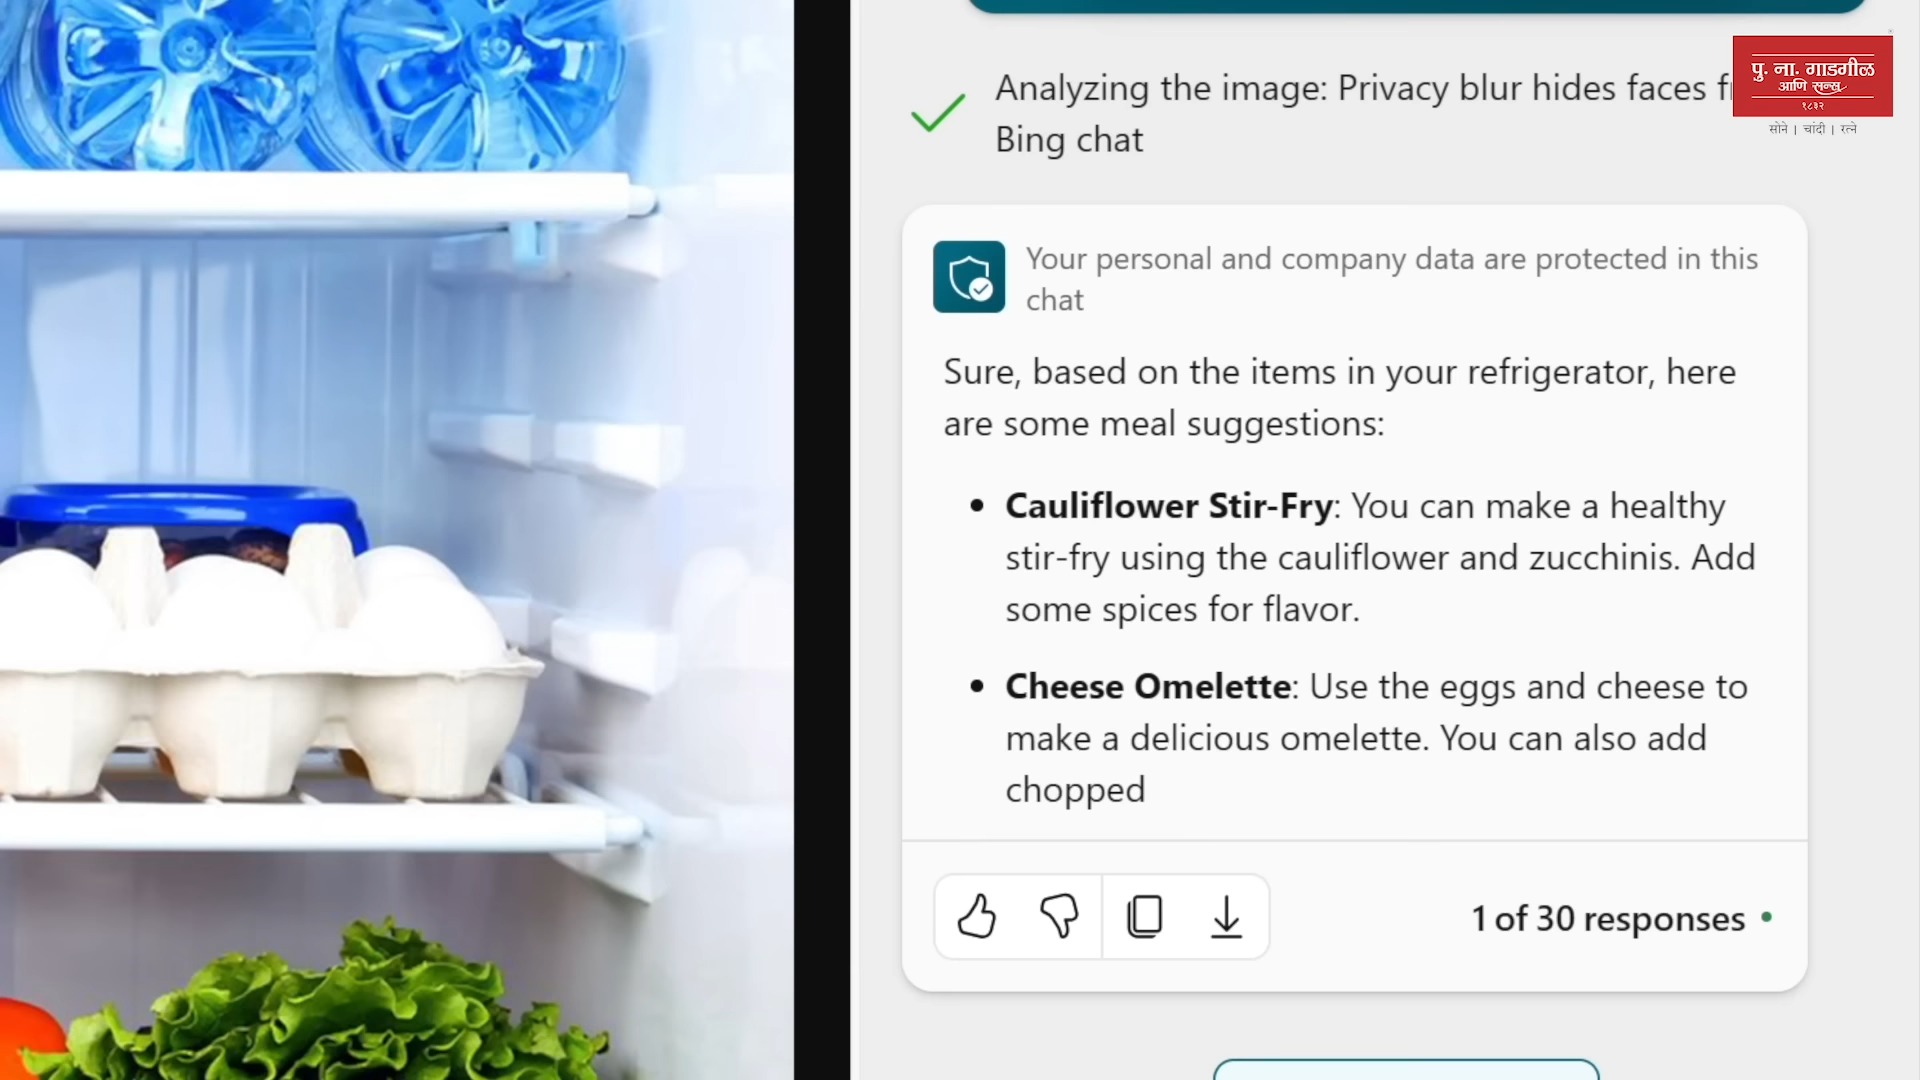 Analyzing the image: Privacy blur hides faces
Bing chat
पु. ना. गाडगीळ
आणि सन्स
१८३२
सोने | चांदी | रत्ने
Your personal and company data are protected in this
chat
Sure, based on the items in your refrigerator, here
are some meal suggestions:
• Cauliflower Stir-Fry: You can make a healthy
stir-fry using the cauliflower and zucchinis. Add
some spices for flavor.
• Cheese Omelette: Use the eggs and cheese to
make a delicious omelette. You can also add
chopped
1 of 30 responses